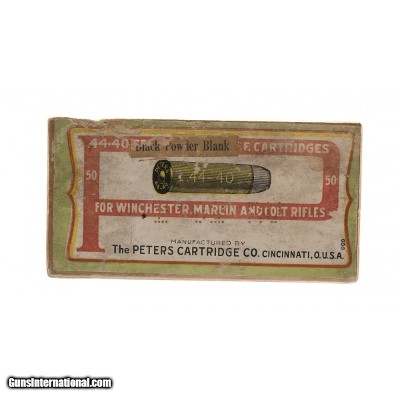 Black Powder Blank
.44-40 F. CARTRIDGES
50 .44-40 50
FOR WINCHESTER, MARLIN AND COLT RIFLES
MANUFACTURED BY
The PETERS CARTRIDGE CO. CINCINNATI, O. U.S.A.
GunsInternational.com